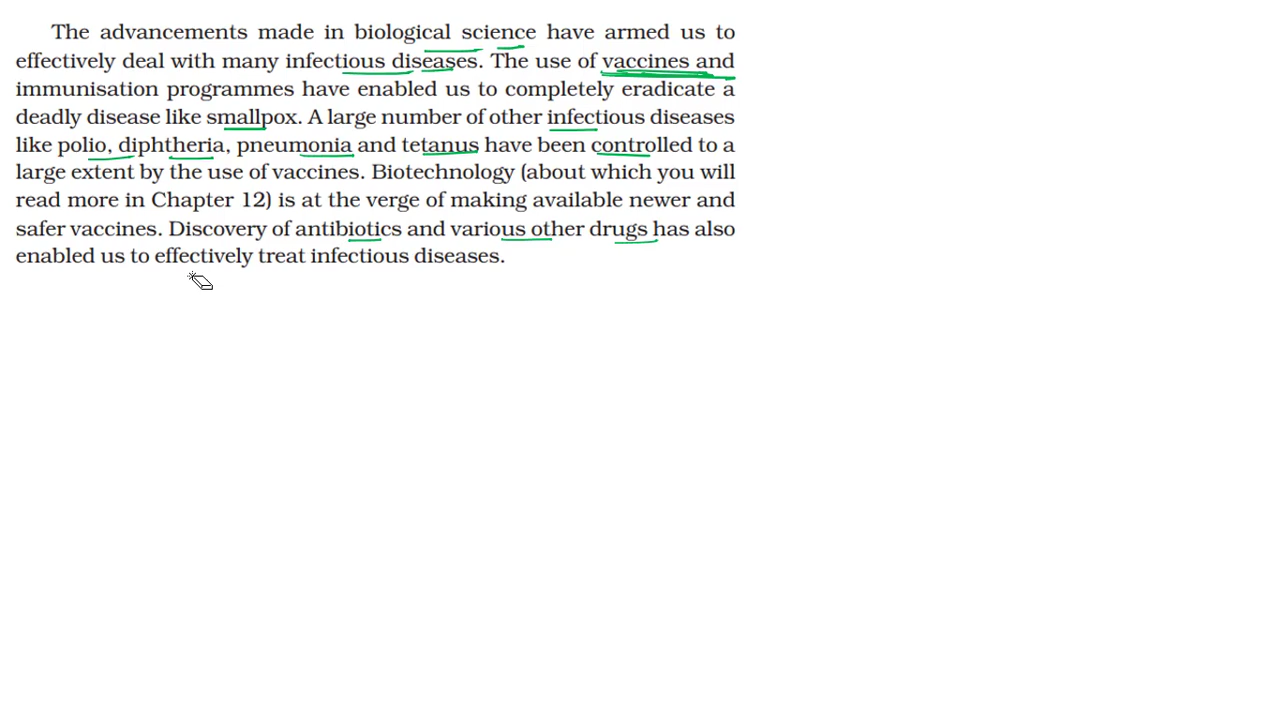 The advancements made in biological science have armed us to
effectively deal with many infectious diseases. The use of vaccines and
immunisation programmes have enabled us to completely eradicate a
deadly disease like smallpox. A large number of other infectious diseases
like polio, diphtheria, pneumonia and tetanus have been controlled to a
large extent by the use of vaccines. Biotechnology (about which you will
read more in Chapter 12) is at the verge of making available newer and
safer vaccines. Discovery of antibiotics and various other drugs has also
enabled us to effectively treat infectious diseases.